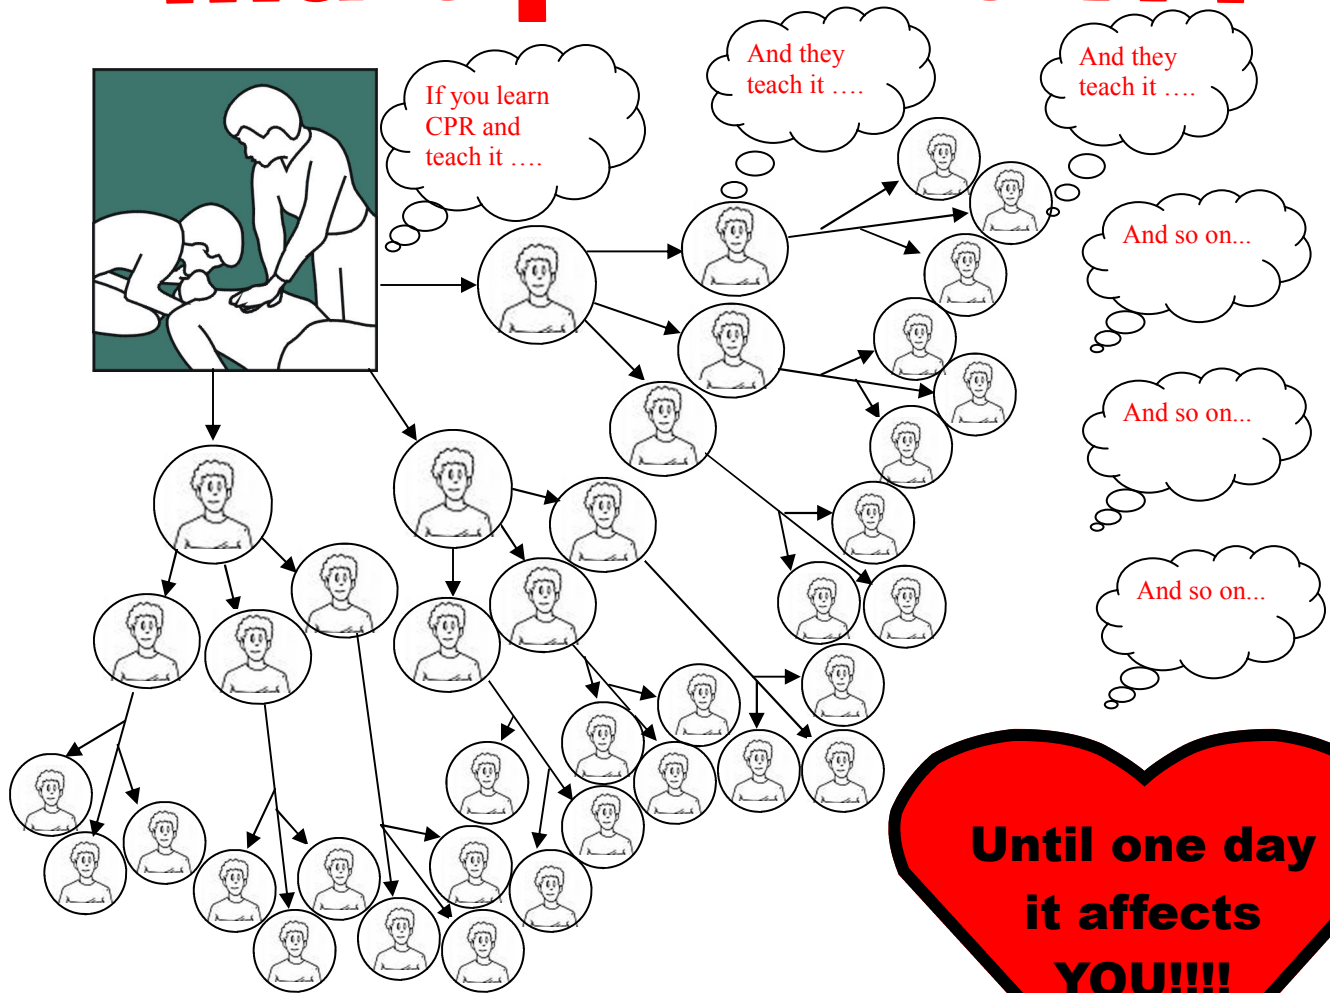 If you learn
CPR and
teach it ….
And they
teach it ….
And they
teach it ….
And so on...
And so on...
And so on...
Until one day
it affects
YOU!!!!